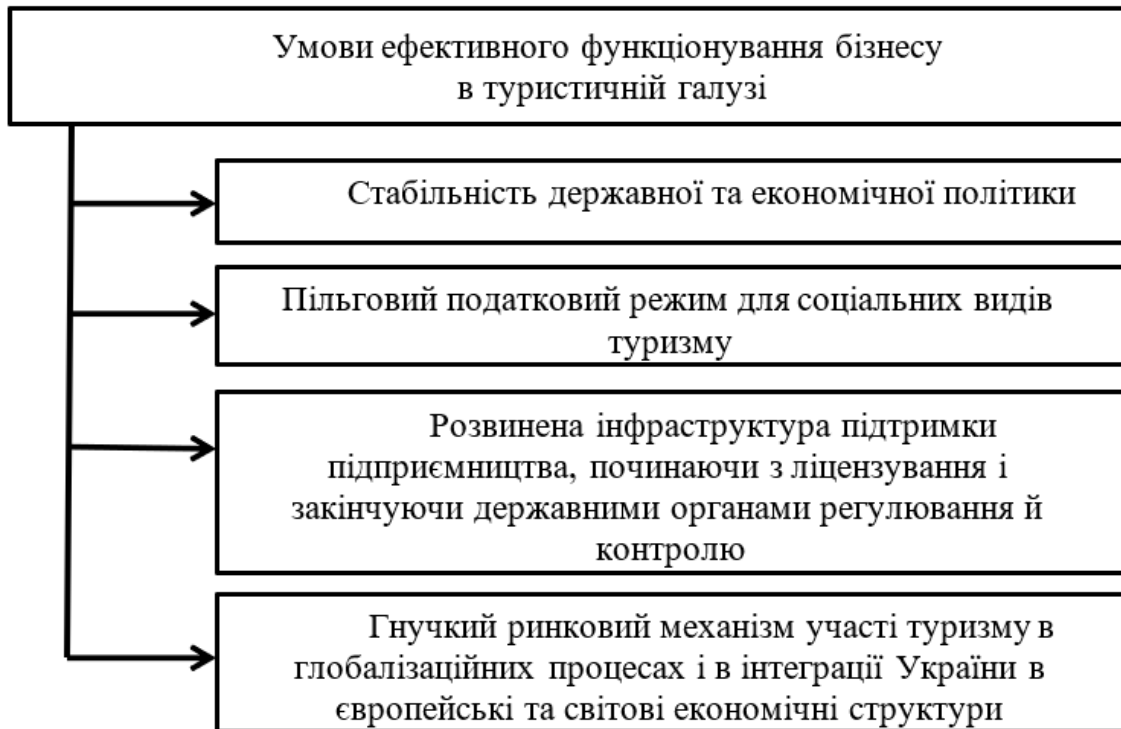 Умови ефективного функціонування бізнесу
в туристичній галузі
Стабільність державної та економічної політики
Пільговий податковий режим для соціальних видів
туризму
Розвинена інфраструктура підтримки
підприємництва, починаючи з ліцензування і
закінчуючи державними органами регулювання й
контролю
Гнучкий ринковий механізм участі туризму в
глобалізаційних процесах і в інтеграції України в
європейські та світові економічні структури